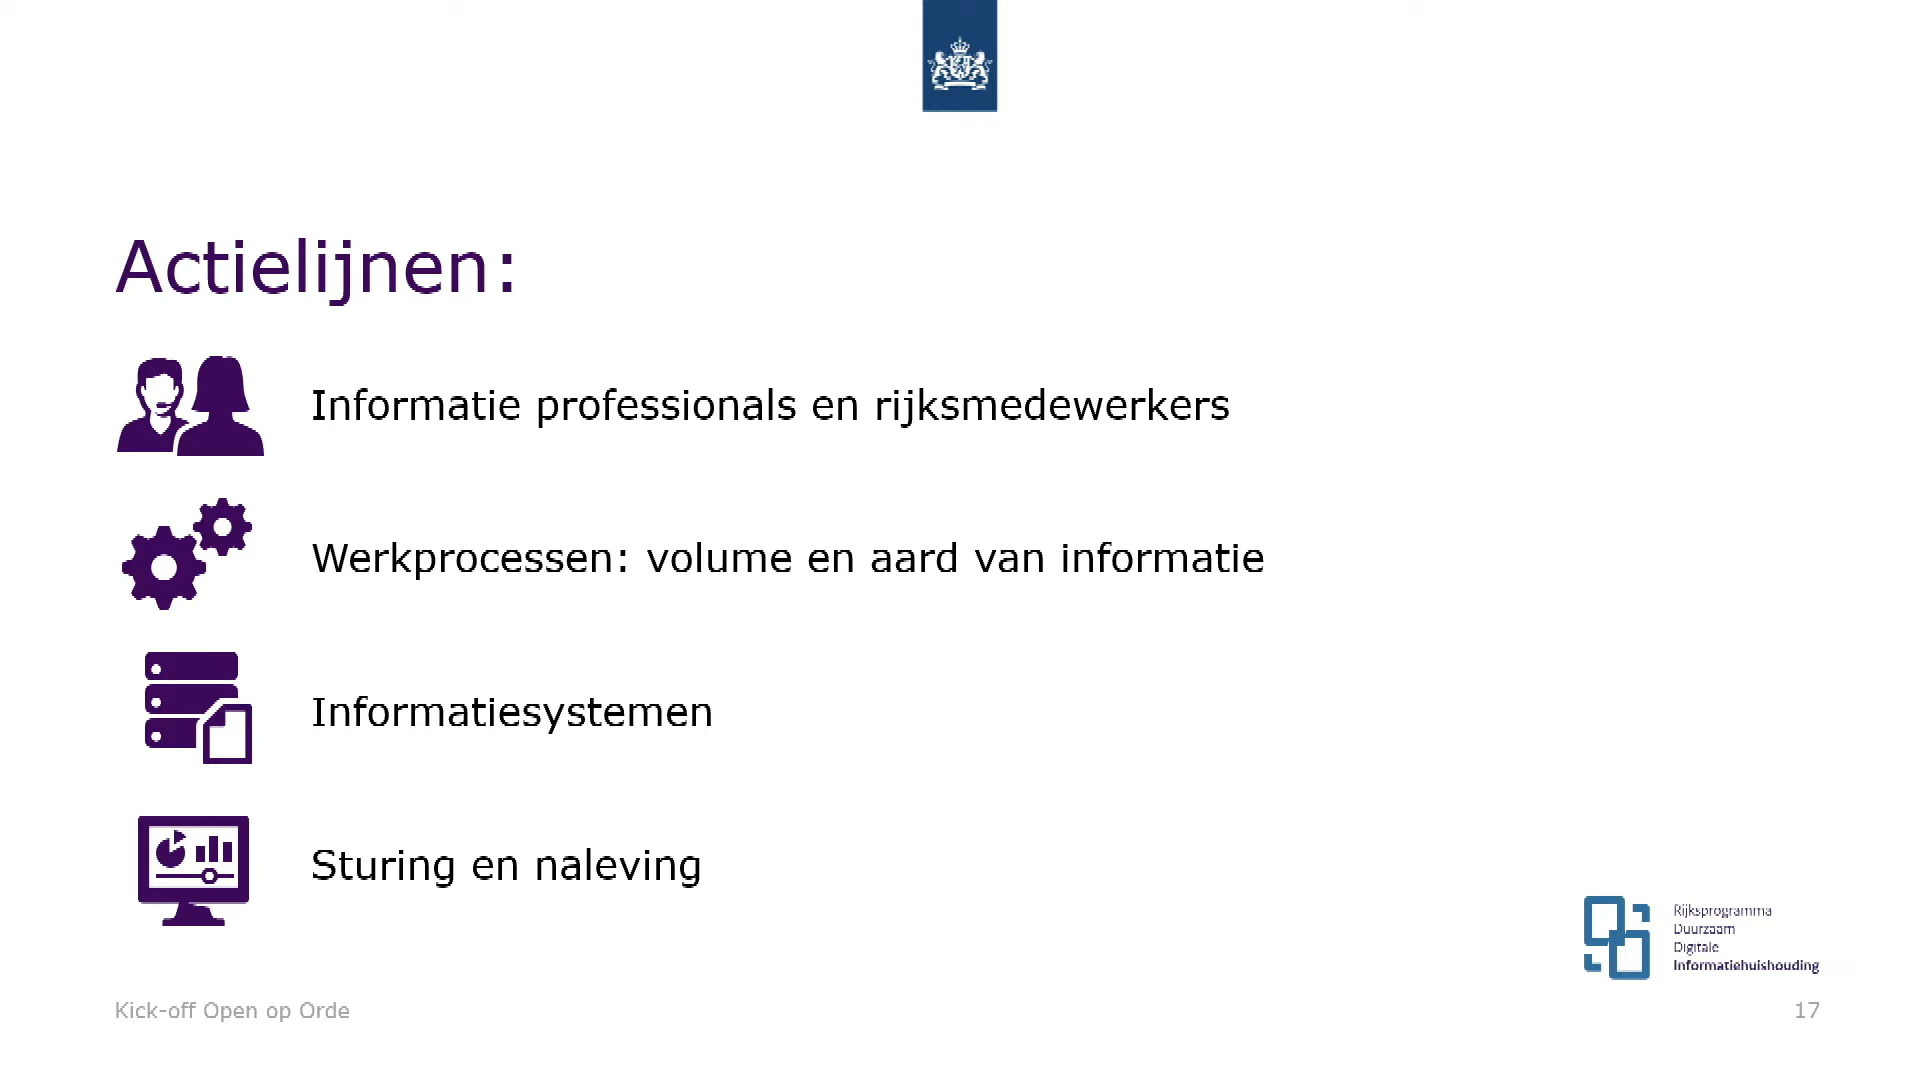 Actielijnen:
Informatie professionals en rijksmedewerkers
Werkprocessen: volume en aard van informatie
Informatiesystemen
Sturing en naleving
Rijksprogramma
Duurzaam
Digitale
Informatiehuishouding
Kick-off Open op Orde
17